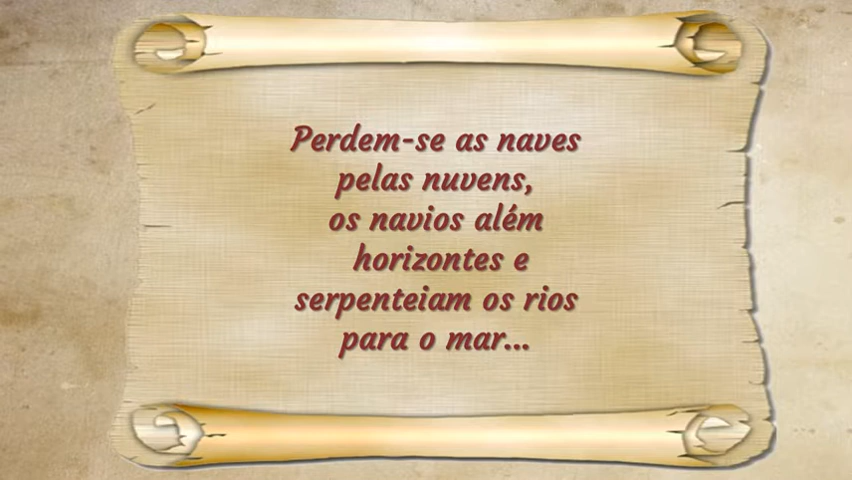 Perdem-se as naves
pelas nuvens,
os navios além
horizontes e
serpenteiam os rios
para o mar...